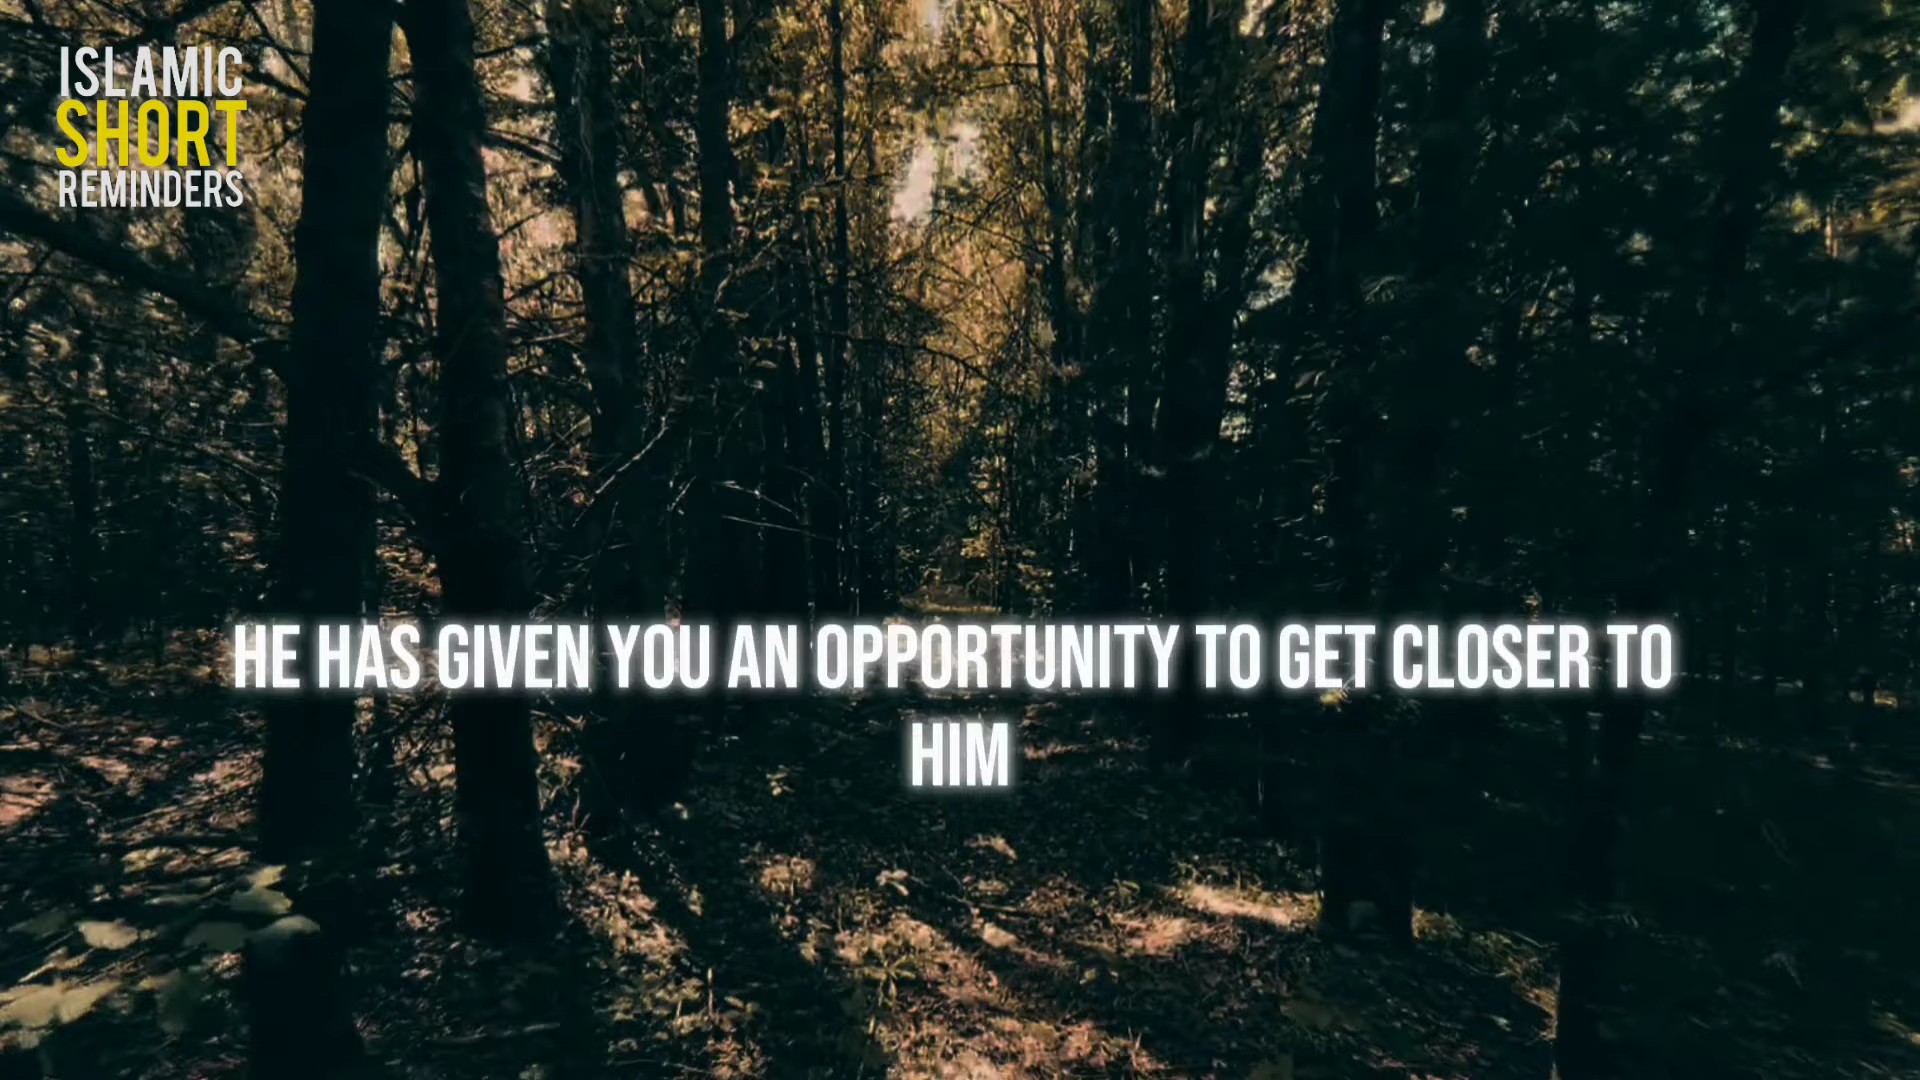 ISLAMIC
SHORT
REMINDERS
HE HAS GIVEN YOU AN OPPORTUNITY TO GET CLOSER TO
HIM